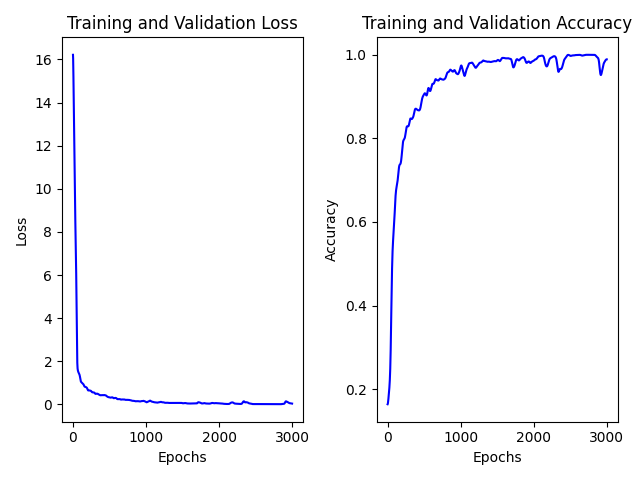 Training and Validation Loss
16
14
12
10
8
6
4
2
0
Loss
0 1000 2000 3000
Epochs
Training and Validation Accuracy
1.0
0.8
0.6
0.4
0.2
Accuracy
0 1000 2000 3000
Epochs